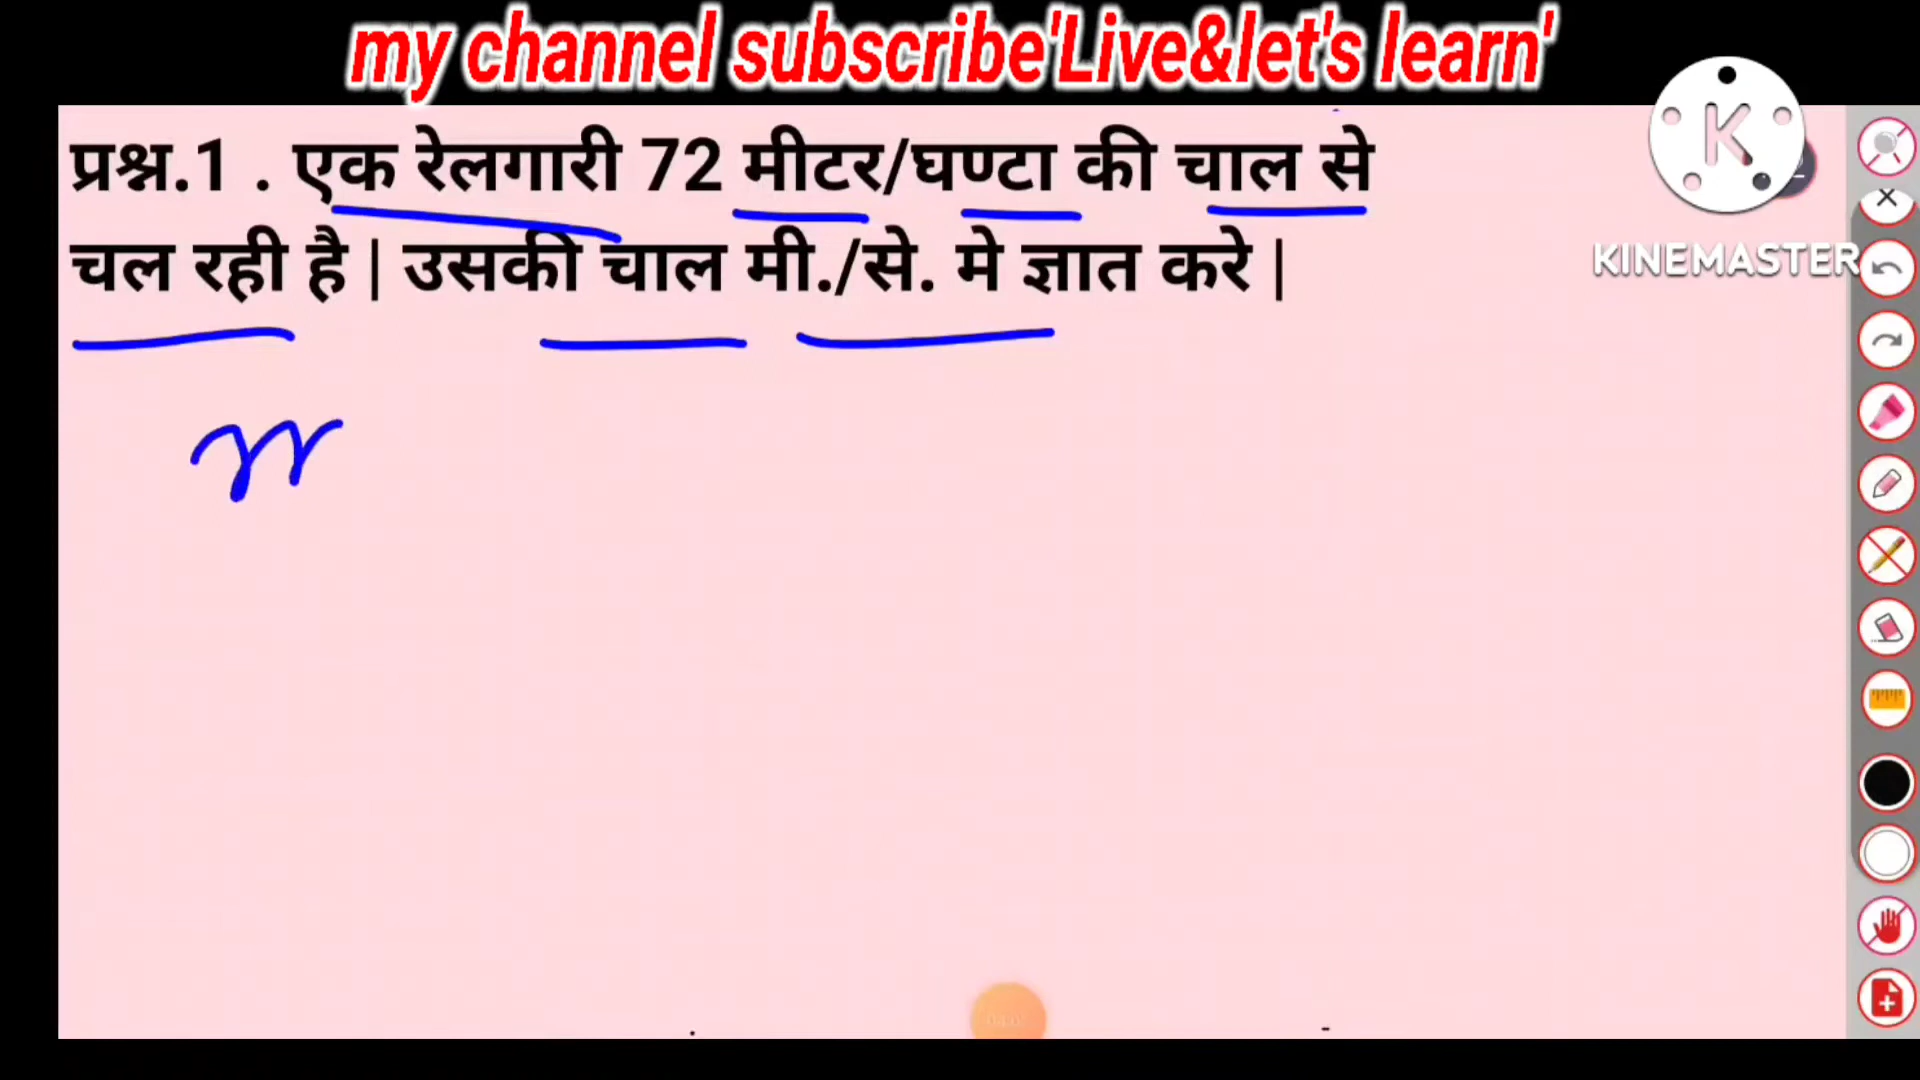 my channel subscribe'Live&let's learn'
प्रश्न.1 . एक रेलगारी 72 मीटर/घण्टा की चाल से
चल रही है | उसकी चाल मी./से. मे ज्ञात करे |
K
KINEMASTER